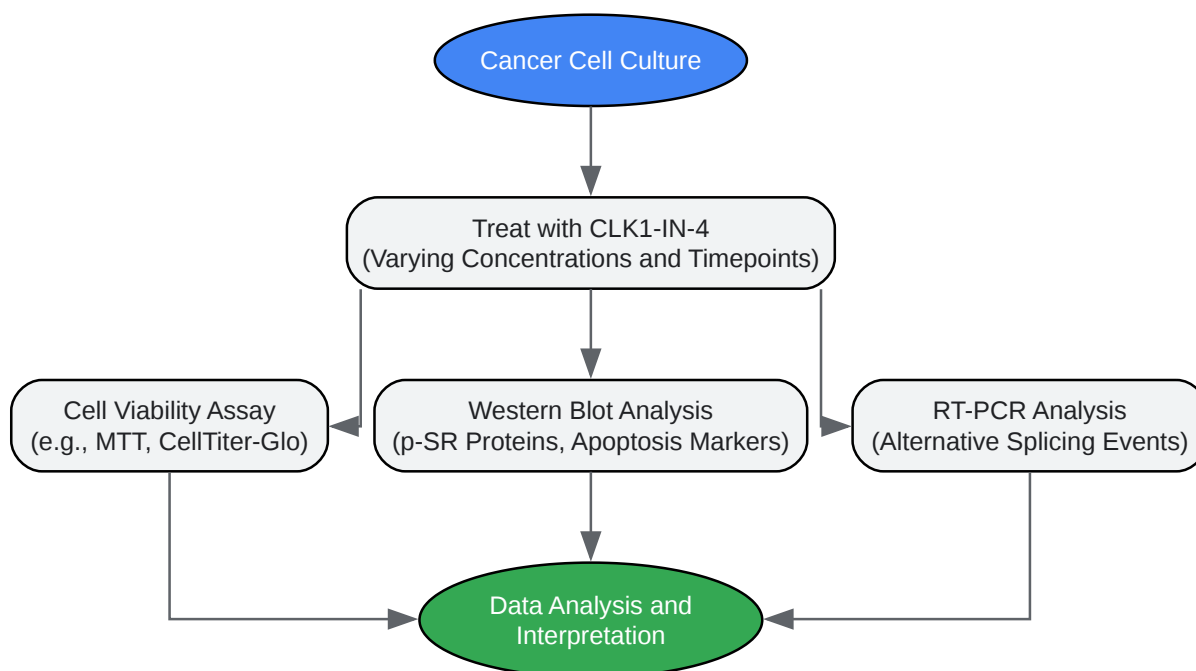 Cancer Cell Culture
Treat with CLK1-IN-4
(Varying Concentrations and Timepoints)
Cell Viability Assay
(e.g., MTT, CellTiter-Glo)
Western Blot Analysis
(p-SR Proteins, Apoptosis Markers)
RT-PCR Analysis
(Alternative Splicing Events)
Data Analysis and
Interpretation